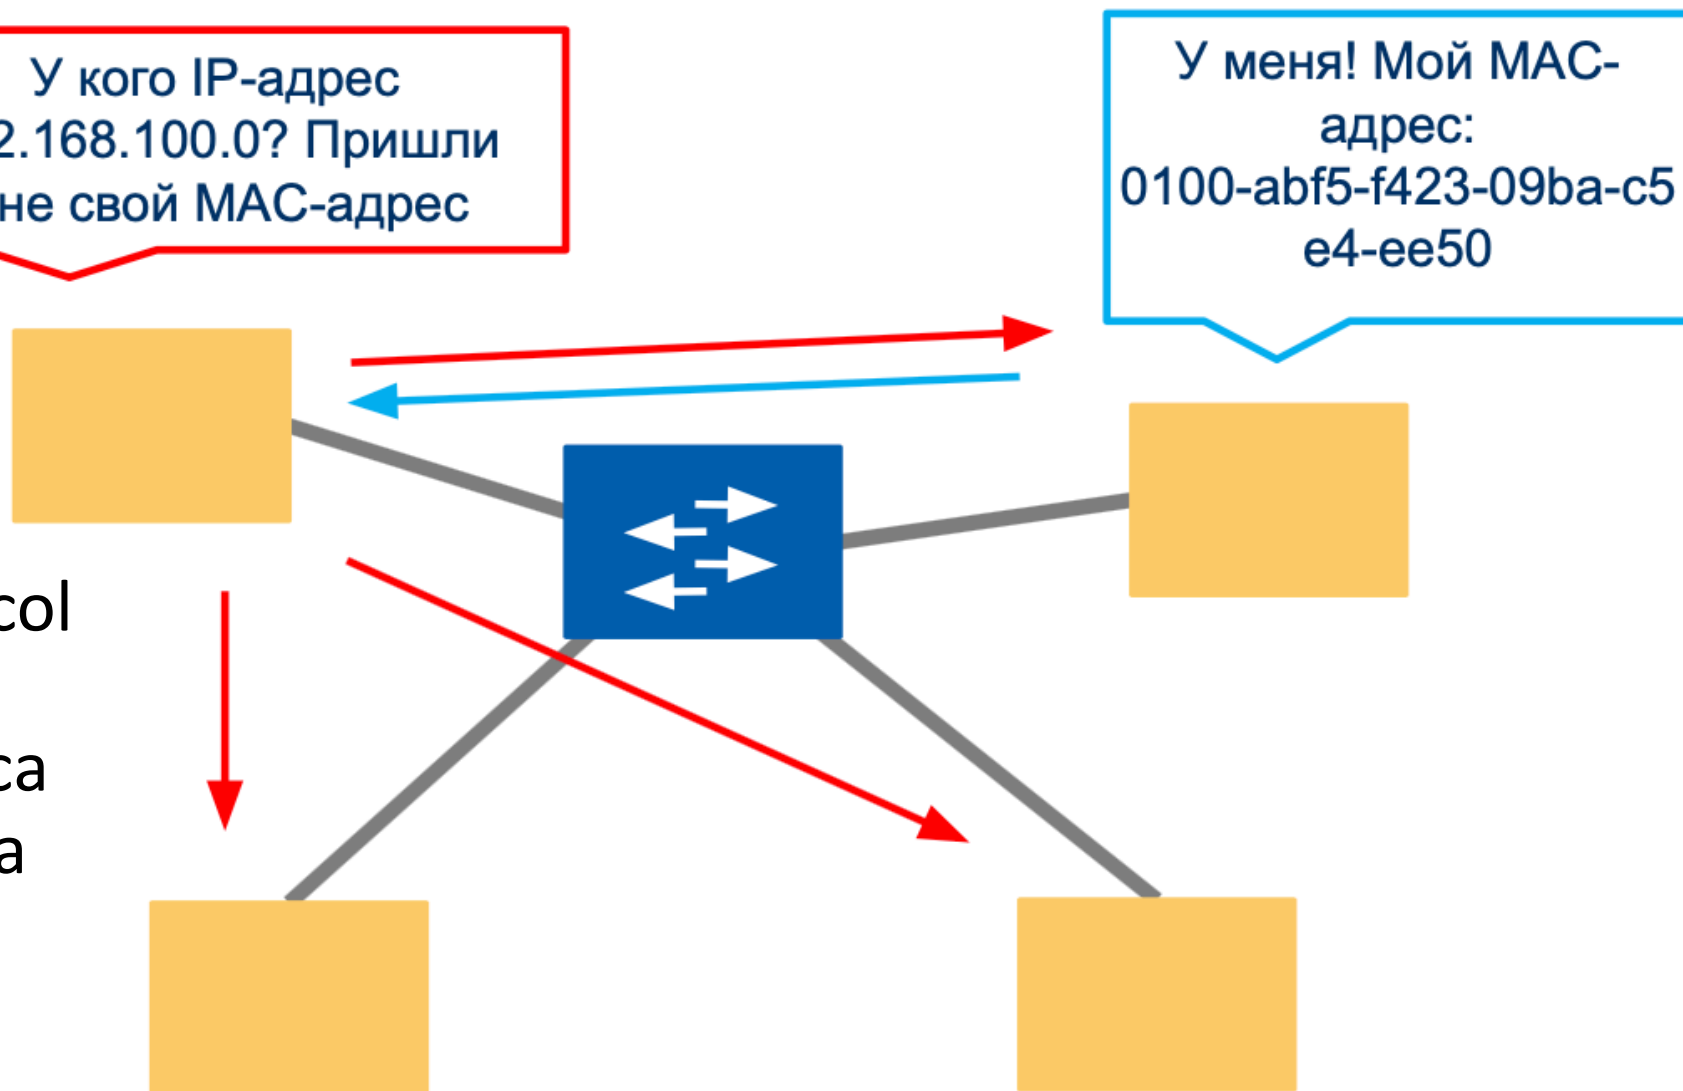 У кого IP-адрес
2.168.100.0? Пришли
не свой MAC-адрес
У меня! Мой MAC-
адрес:
0100-abf5-f423-09ba-c5
e4-ee50
col
са
а